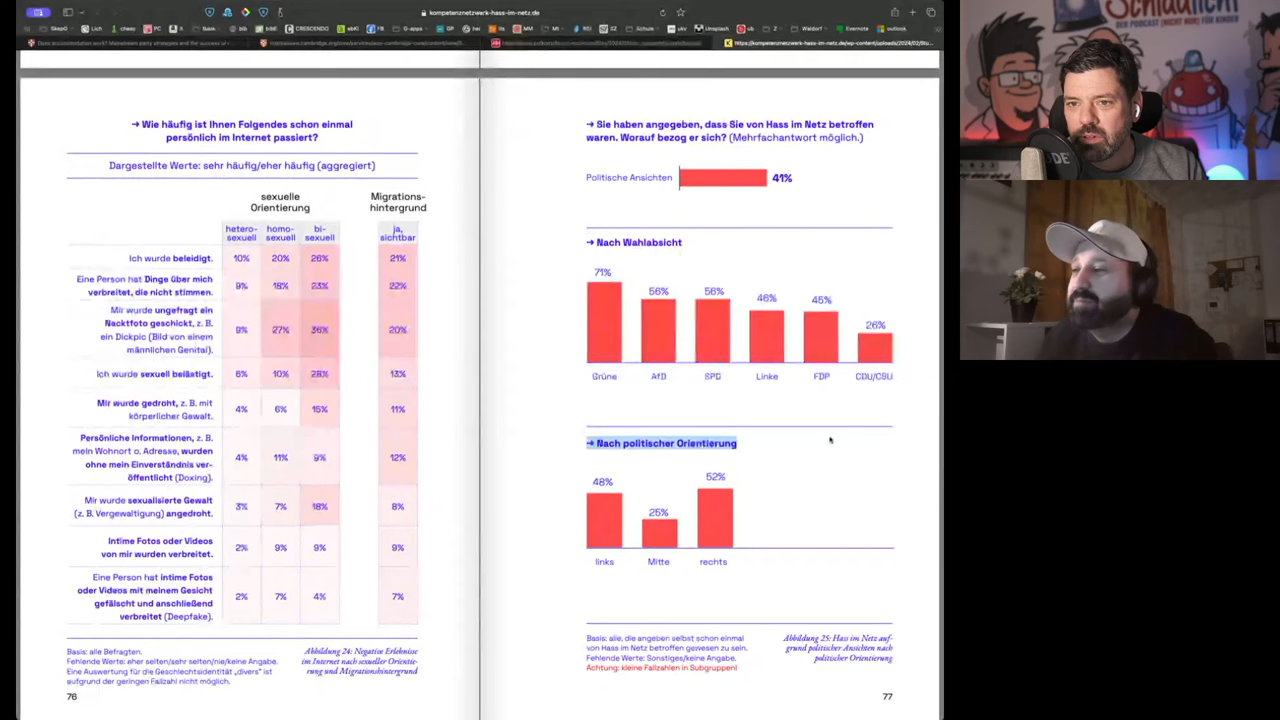 kompetenznetzwerk-hass-im-netz.de
→ Wie häufig ist Ihnen Folgendes schon einmal
persönlich im Internet passiert?
Dargestellte Werte: sehr häufig/eher häufig (aggregiert)
sexuelle
Orientierung
Migrations-
hintergrund
hetero-
sexuell
homo-
sexuell
bi-
sexuell
ja,
sichtbar
Ich wurde beleidigt. 10% 20% 26% 21%
Eine Person hat Dinge über mich
verbreitet, die nicht stimmen. 9% 18% 23% 22%
Mir wurde ungefragt ein
Nacktfoto geschickt, z. B.
ein Dickpic (Bild von einem
männlichen Genital). 9% 27% 36% 20%
Ich wurde sexuell belästigt. 6% 10% 28% 13%
Mir wurde gedroht, z. B. mit
körperlicher Gewalt. 4% 6% 15% 11%
Persönliche Informationen, z. B.
mein Wohnort o. Adresse, wurden
ohne mein Einverständnis ver-
öffentlicht (Doxing). 4% 11% 9% 12%
Mir wurde sexualisierte Gewalt
(z. B. Vergewaltigung) angedroht. 3% 7% 18% 8%
Intime Fotos oder Videos
von mir wurden verbreitet. 2% 9% 9% 9%
Eine Person hat intime Fotos
oder Videos mit meinem Gesicht
gefälscht und anschließend
verbreitet (Deepfake). 2% 7% 4% 7%
Basis: alle Befragten.
Fehlende Werte: eher selten/sehr selten/nie/keine Angabe.
Eine Auswertung für die Geschlechtsidentität „divers" ist
aufgrund der geringen Fallzahl nicht möglich.
Abbildung 24: Negative Erlebnisse
im Internet nach sexueller Orientie-
rung und Migrationshintergrund
76
→ Sie haben angegeben, dass Sie von Hass im Netz betroffen
waren. Worauf bezog er sich? (Mehrfachantwort möglich.)
Politische Ansichten 41%
→ Nach Wahlabsicht
71% 56% 56% 46% 45% 26%
Grüne AfD SPD Linke FDP CDU/CSU
→ Nach politischer Orientierung
48% 25% 52%
links Mitte rechts
Basis: alle, die angeben selbst schon einmal
von Hass im Netz betroffen gewesen zu sein.
Fehlende Werte: Sonstiges/keine Angabe.
Achtung: kleine Fallzahlen in Subgruppen!
Abbildung 25: Hass im Netz auf-
grund politischer Ansichten nach
politischer Orientierung
77
DER PODCAST (NICHT NUR) FÜR KINDER